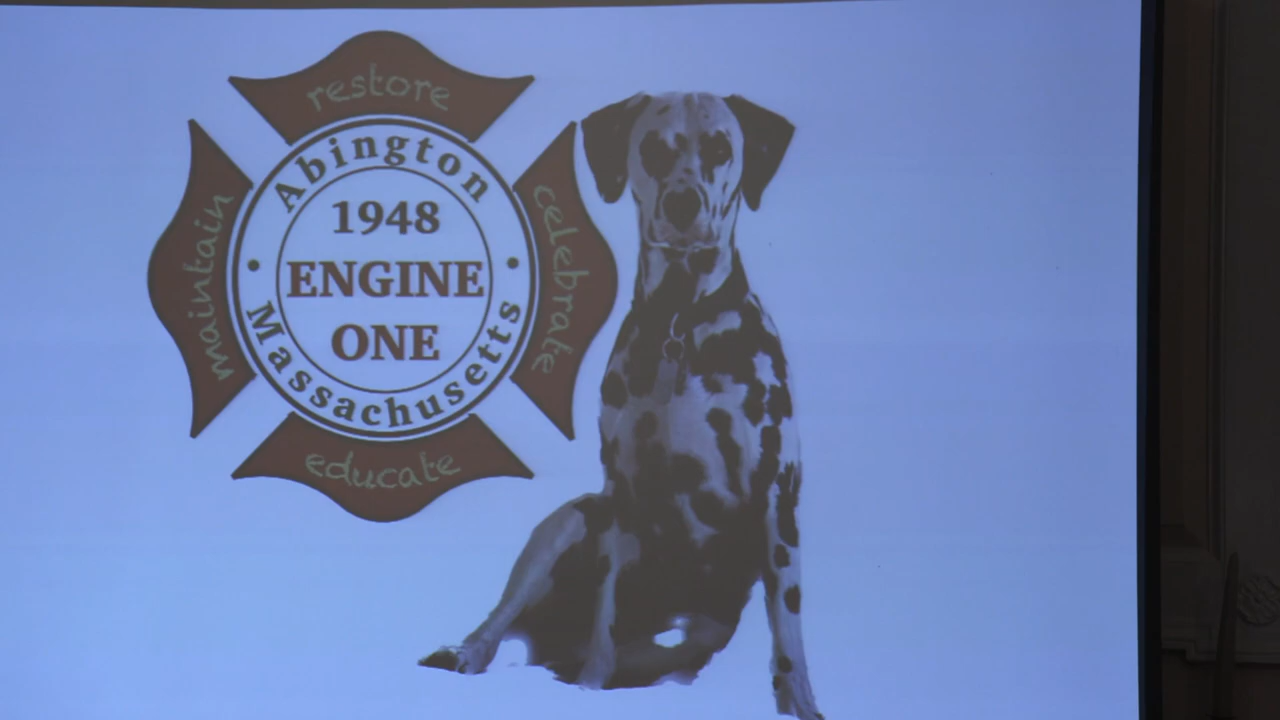 restore
Abington
1948
ENGINE
ONE
Massachusetts
maintain
celebrate
educate